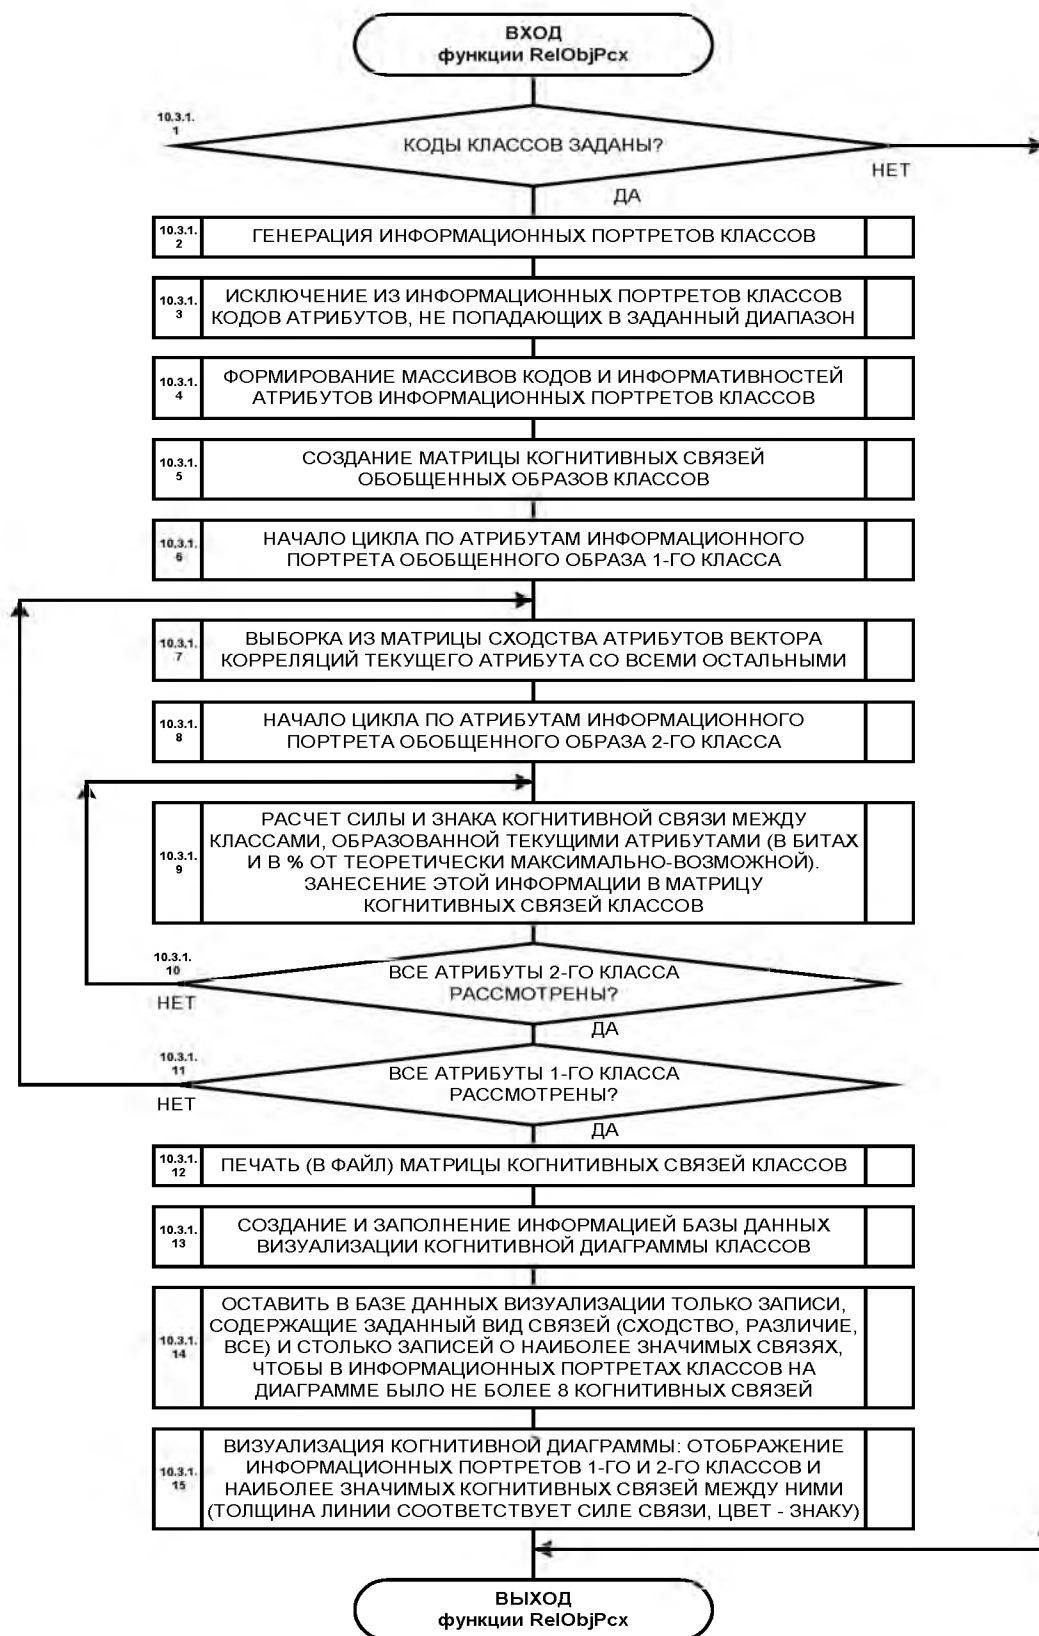 ВХОД
функции RelObjPcx
10.3.1.
1
КОДЫ КЛАССОВ ЗАДАНЫ?
НЕТ
ДА
10.3.1.
2
ГЕНЕРАЦИЯ ИНФОРМАЦИОННЫХ ПОРТРЕТОВ КЛАССОВ
10.3.1.
3
ИСКЛЮЧЕНИЕ ИЗ ИНФОРМАЦИОННЫХ ПОРТРЕТОВ КЛАССОВ
КОДОВ АТРИБУТОВ, НЕ ПОПАДАЮЩИХ В ЗАДАННЫЙ ДИАПАЗОН
10.3.1.
4
ФОРМИРОВАНИЕ МАССИВОВ КОДОВ И ИНФОРМАТИВНОСТЕЙ
АТРИБУТОВ ИНФОРМАЦИОННЫХ ПОРТРЕТОВ КЛАССОВ
10.3.1.
5
СОЗДАНИЕ МАТРИЦЫ КОГНИТИВНЫХ СВЯЗЕЙ
ОБОБЩЕННЫХ ОБРАЗОВ КЛАССОВ
10.3.1.
6
НАЧАЛО ЦИКЛА ПО АТРИБУТАМ ИНФОРМАЦИОННОГО
ПОРТРЕТА ОБОБЩЕННОГО ОБРАЗА 1-ГО КЛАССА
10.3.1.
7
ВЫБОРКА ИЗ МАТРИЦЫ СХОДСТВА АТРИБУТОВ ВЕКТОРА
КОРРЕЛЯЦИЙ ТЕКУЩЕГО АТРИБУТА СО ВСЕМИ ОСТАЛЬНЫМИ
10.3.1.
8
НАЧАЛО ЦИКЛА ПО АТРИБУТАМ ИНФОРМАЦИОННОГО
ПОРТРЕТА ОБОБЩЕННОГО ОБРАЗА 2-ГО КЛАССА
10.3.1.
9
РАСЧЕТ СИЛЫ И ЗНАКА КОГНИТИВНОЙ СВЯЗИ МЕЖДУ
КЛАССАМИ, ОБРАЗОВАННОЙ ТЕКУЩИМИ АТРИБУТАМИ (В БИТАХ
И В % ОТ ТЕОРЕТИЧЕСКИ МАКСИМАЛЬНО-ВОЗМОЖНОЙ).
ЗАНЕСЕНИЕ ЭТОЙ ИНФОРМАЦИИ В МАТРИЦУ
КОГНИТИВНЫХ СВЯЗЕЙ КЛАССОВ
10.3.1.
10
ВСЕ АТРИБУТЫ 2-ГО КЛАССА
РАССМОТРЕНЫ?
НЕТ
ДА
10.3.1.
11
ВСЕ АТРИБУТЫ 1-ГО КЛАССА
РАССМОТРЕНЫ?
НЕТ
ДА
10.3.1.
12
ПЕЧАТЬ (В ФАЙЛ) МАТРИЦЫ КОГНИТИВНЫХ СВЯЗЕЙ КЛАССОВ
10.3.1.
13
СОЗДАНИЕ И ЗАПОЛНЕНИЕ ИНФОРМАЦИЕЙ БАЗЫ ДАННЫХ
ВИЗУАЛИЗАЦИИ КОГНИТИВНОЙ ДИАГРАММЫ КЛАССОВ
10.3.1.
14
ОСТАВИТЬ В БАЗЕ ДАННЫХ ВИЗУАЛИЗАЦИИ ТОЛЬКО ЗАПИСИ,
СОДЕРЖАЩИЕ ЗАДАННЫЙ ВИД СВЯЗЕЙ (СХОДСТВО, РАЗЛИЧИЕ,
ВСЕ) И СТОЛЬКО ЗАПИСЕЙ О НАИБОЛЕЕ ЗНАЧИМЫХ СВЯЗЯХ,
ЧТОБЫ В ИНФОРМАЦИОННЫХ ПОРТРЕТАХ КЛАССОВ НА
ДИАГРАММЕ БЫЛО НЕ БОЛЕЕ 8 КОГНИТИВНЫХ СВЯЗЕЙ
10.3.1.
15
ВИЗУАЛИЗАЦИЯ КОГНИТИВНОЙ ДИАГРАММЫ: ОТОБРАЖЕНИЕ
ИНФОРМАЦИОННЫХ ПОРТРЕТОВ 1-ГО И 2-ГО КЛАССОВ И
НАИБОЛЕЕ ЗНАЧИМЫХ КОГНИТИВНЫХ СВЯЗЕЙ МЕЖДУ НИМИ
(ТОЛЩИНА ЛИНИИ СООТВЕТСТВУЕТ СИЛЕ СВЯЗИ, ЦВЕТ - ЗНАКУ)
ВЫХОД
функции RelObjPcx